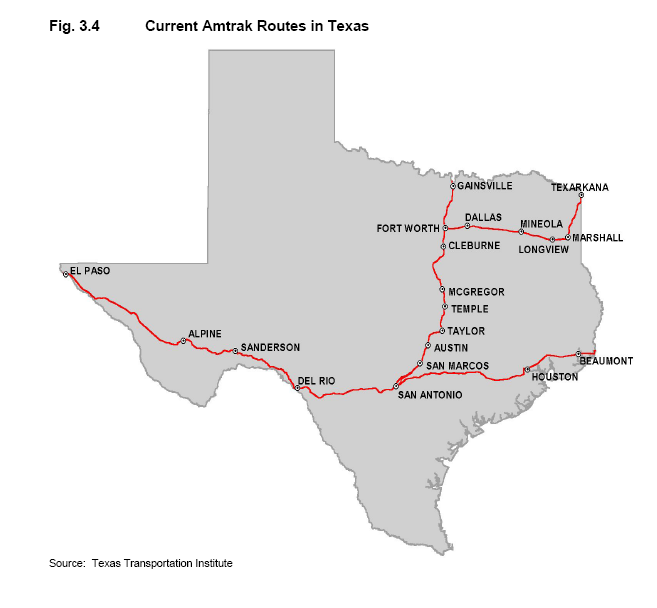 Fig. 3.4 Current Amtrak Routes in Texas
GAINSVILLE
TEXARKANA
DALLAS
FORT WORTH
MINEOLA
MARSHALL
CLEBURNE
LONGVIEW
EL PASO
MCGREGOR
TEMPLE
ALPINE
TAYLOR
SANDERSON
AUSTIN
BEAUMONT
SAN MARCOS
HOUSTON
DEL RIO
SAN ANTONIO
Source: Texas Transportation Institute